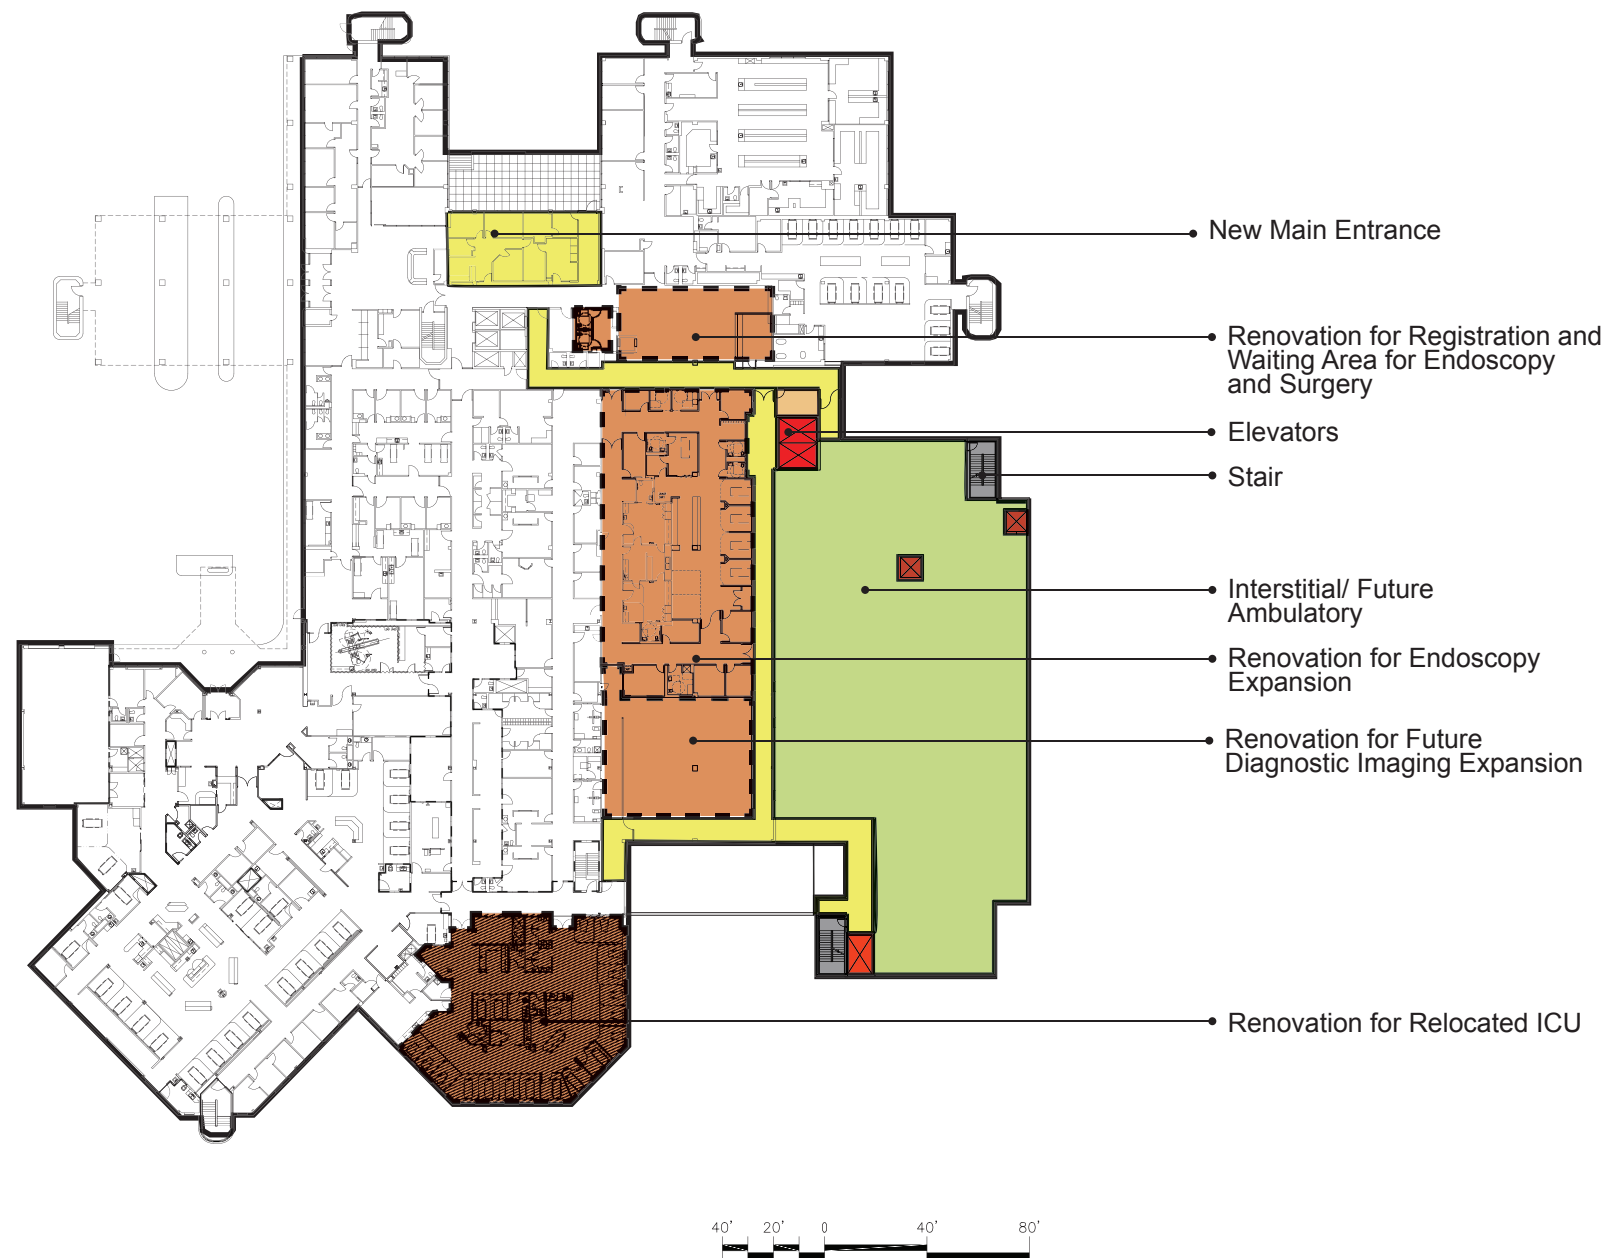 New Main Entrance
Renovation for Registration and
Waiting Area for Endoscopy
and Surgery
Elevators
Stair
Interstitial/ Future
Ambulatory
Renovation for Endoscopy
Expansion
Renovation for Future
Diagnostic Imaging Expansion
Renovation for Relocated ICU
40' 20' 0 40' 80'